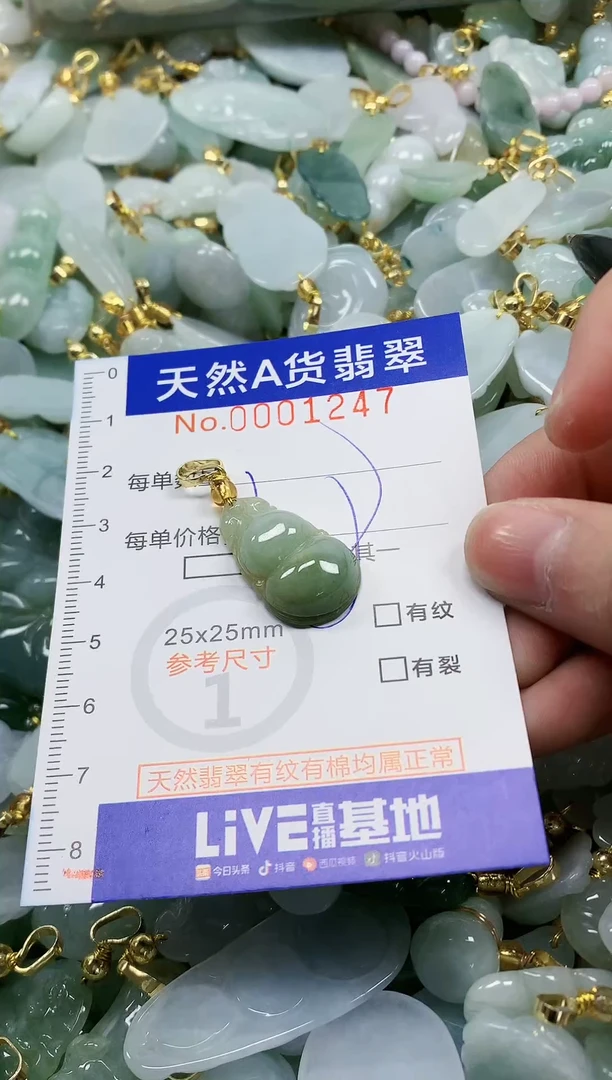 天然A货翡翠
No.0001247
0
1
2
3
4
5
6
7
8
每单
每单价格
其一
25x25mm
参考尺寸
1
有纹
有裂
天然翡翠有纹有棉均属正常
LiVE直播基地
今日头条 抖音 西瓜视频 抖音火山版